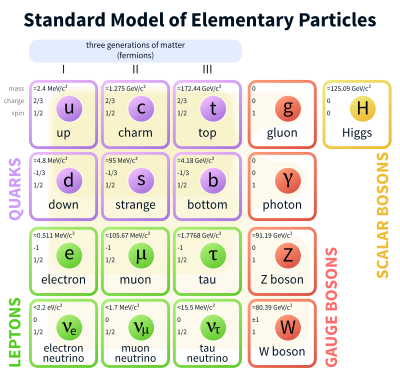 Standard Model of Elementary Particles
three generations of matter
(fermions)
I II III
mass ≃2.4 MeV/c² ≃1.275 GeV/c² ≃172.44 GeV/c² 0 ≃125.09 GeV/c²
charge 2/3 2/3 2/3 0 0
spin 1/2 1/2 1/2 1 0
u c t g H
up charm top gluon Higgs
QUARKS
≃4.8 MeV/c² ≃95 MeV/c² ≃4.18 GeV/c² 0
-1/3 -1/3 -1/3 0
1/2 1/2 1/2 1
d s b γ
down strange bottom photon
SCALAR BOSONS
≃0.511 MeV/c² ≃105.67 MeV/c² ≃1.7768 GeV/c² ≃91.19 GeV/c²
-1 -1 -1 0
1/2 1/2 1/2 1
e μ τ Z
electron muon tau Z boson
LEPTONS
GAUGE BOSONS
<2.2 eV/c² <1.7 MeV/c² <15.5 MeV/c² ≃80.39 GeV/c²
0 0 0 ±1
1/2 1/2 1/2 1
νe νμ ντ W
electron muon tau W boson
neutrino neutrino neutrino